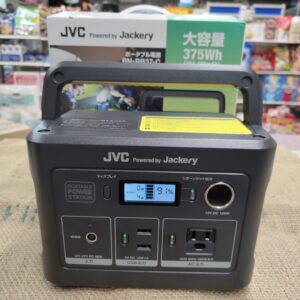 JVC Powered by Jackery
大容量
375Wh
ポータブル電源
BN-RB37-C
JVC Powered by Jackery
ディスプレイ
シガーソケット出力
PORTABLE
POWER
STATION
91%
12V DC 120W
入力
USB出力
AC出力